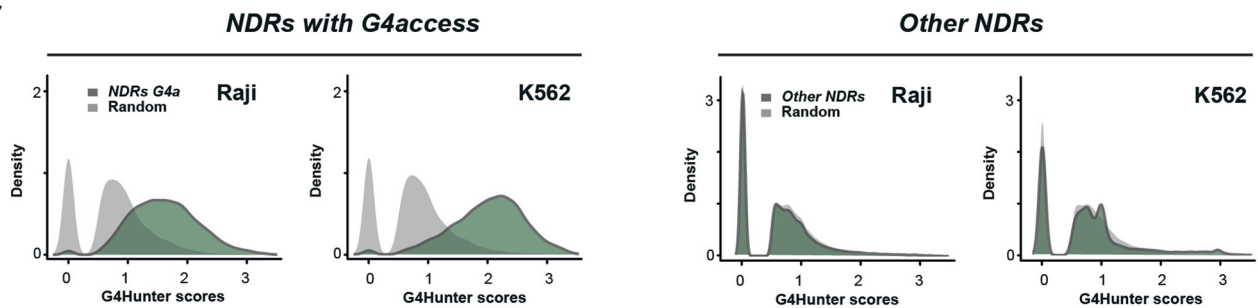 NDRs with G4access
Other NDRs
2
0
Density
NDRs G4a
Random
Raji
0 1 2 3
G4Hunter scores
2
0
Density
K562
0 1 2 3
G4Hunter scores
3
0
Density
Other NDRs
Random
Raji
0 1 2 3
G4Hunter scores
3
0
Density
K562
0 1 2 3
G4Hunter scores